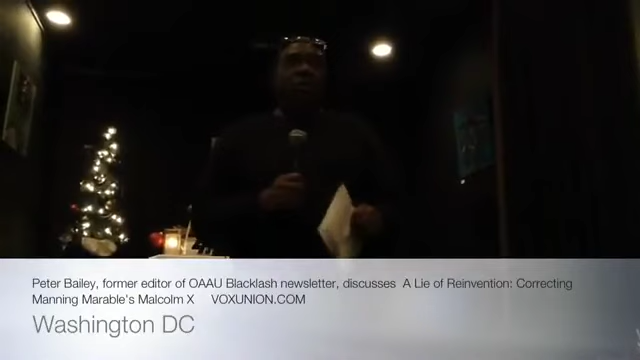 Peter Bailey, former editor of OAAU Blacklash newsletter, discusses A Lie of Reinvention: Correcting
Manning Marable's Malcolm X VOXUNION.COM
Washington DC